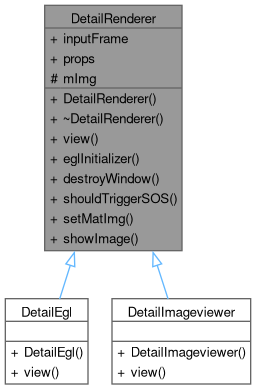 DetailRenderer
+ inputFrame
+ props
# mImg
+ DetailRenderer()
+ ~DetailRenderer()
+ view()
+ eglInitializer()
+ destroyWindow()
+ shouldTriggerSOS()
+ setMatImg()
+ showImage()
DetailEgl
+ DetailEgl()
+ view()
DetailImageviewer
+ DetailImageviewer()
+ view()